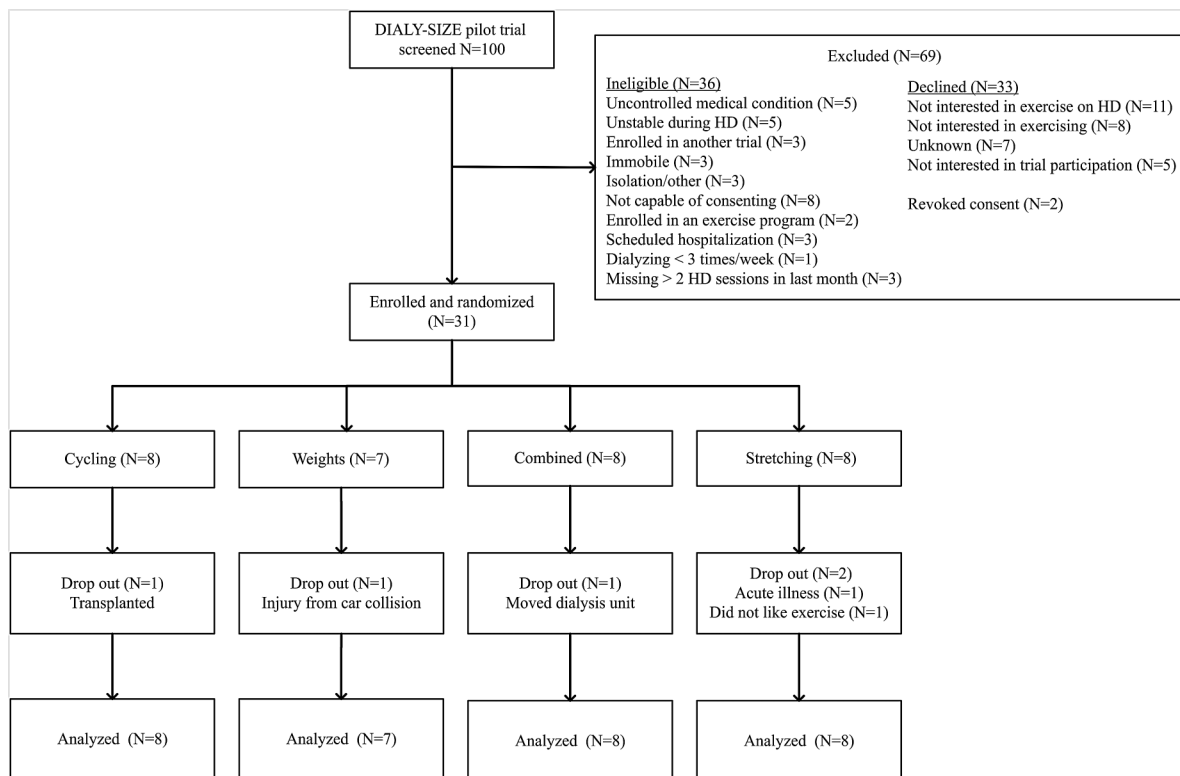 DIALY-SIZE pilot trial
screened N=100
Excluded (N=69)
Ineligible (N=36)
Uncontrolled medical condition (N=5)
Unstable during HD (N=5)
Enrolled in another trial (N=3)
Immobile (N=3)
Isolation/other (N=3)
Not capable of consenting (N=8)
Enrolled in an exercise program (N=2)
Scheduled hospitalization (N=3)
Dialyzing < 3 times/week (N=1)
Missing > 2 HD sessions in last month (N=3)
Declined (N=33)
Not interested in exercise on HD (N=11)
Not interested in exercising (N=8)
Unknown (N=7)
Not interested in trial participation (N=5)
Revoked consent (N=2)
Enrolled and randomized
(N=31)
Cycling (N=8)
Weights (N=7)
Combined (N=8)
Stretching (N=8)
Drop out (N=1)
Transplanted
Drop out (N=1)
Injury from car collision
Drop out (N=1)
Moved dialysis unit
Drop out (N=2)
Acute illness (N=1)
Did not like exercise (N=1)
Analyzed (N=8)
Analyzed (N=7)
Analyzed (N=8)
Analyzed (N=8)